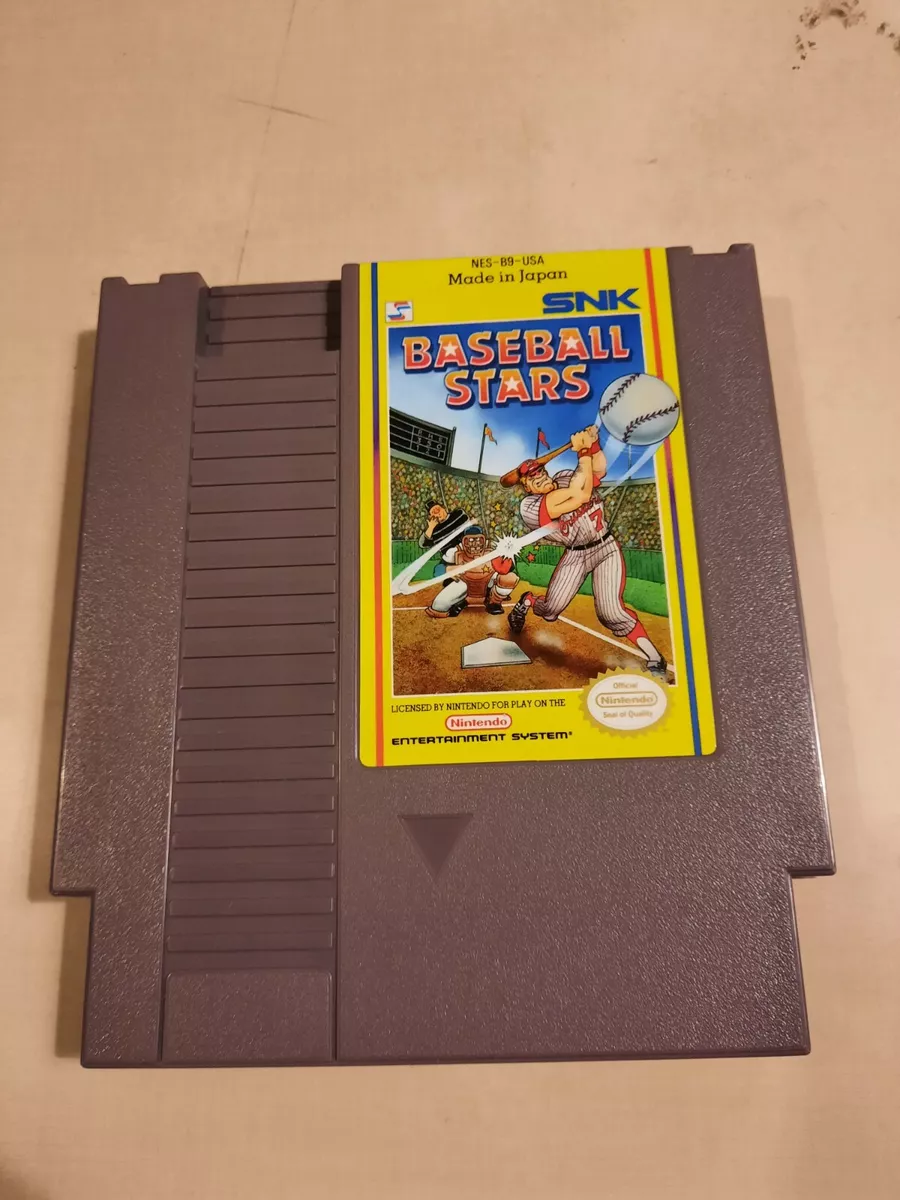 NES-B9-USA
Made in Japan
SNK
BASEBALL
STARS
7
LICENSED BY NINTENDO FOR PLAY ON THE
Nintendo
ENTERTAINMENT SYSTEM®
Official
Nintendo
Seal of Quality